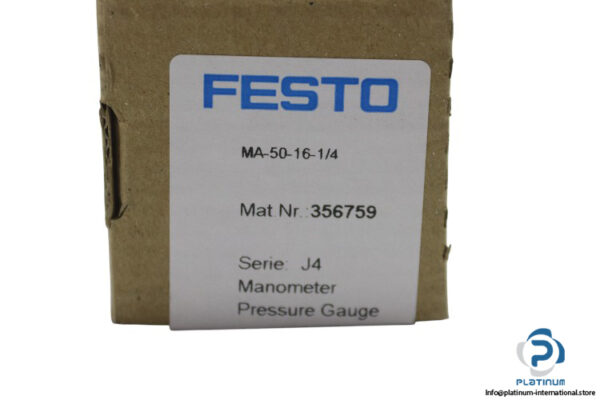 FESTO
MA-50-16-1/4
Mat.Nr.:356759
Serie: J4
Manometer
Pressure Gauge
PLATINUM
Info@platinum-international.store